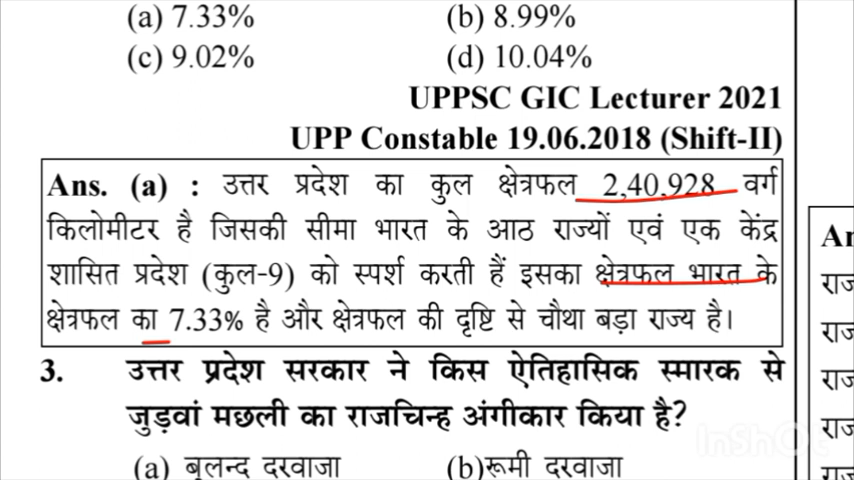 (a) 7.33% (b) 8.99%
(c) 9.02% (d) 10.04%
UPPSC GIC Lecturer 2021
UPP Constable 19.06.2018 (Shift-II)
Ans. (a) : उत्तर प्रदेश का कुल क्षेत्रफल 2,40,928 वर्ग
किलोमीटर है जिसकी सीमा भारत के आठ राज्यों एवं एक केंद्र
शासित प्रदेश (कुल-9) को स्पर्श करती हैं इसका क्षेत्रफल भारत के
क्षेत्रफल का 7.33% है और क्षेत्रफल की दृष्टि से चौथा बड़ा राज्य है।
3. उत्तर प्रदेश सरकार ने किस ऐतिहासिक स्मारक से
जुड़वां मछली का राजचिन्ह अंगीकार किया है?
(a) बुलन्द दरवाजा (b)रूमी दरवाजा
InShOt